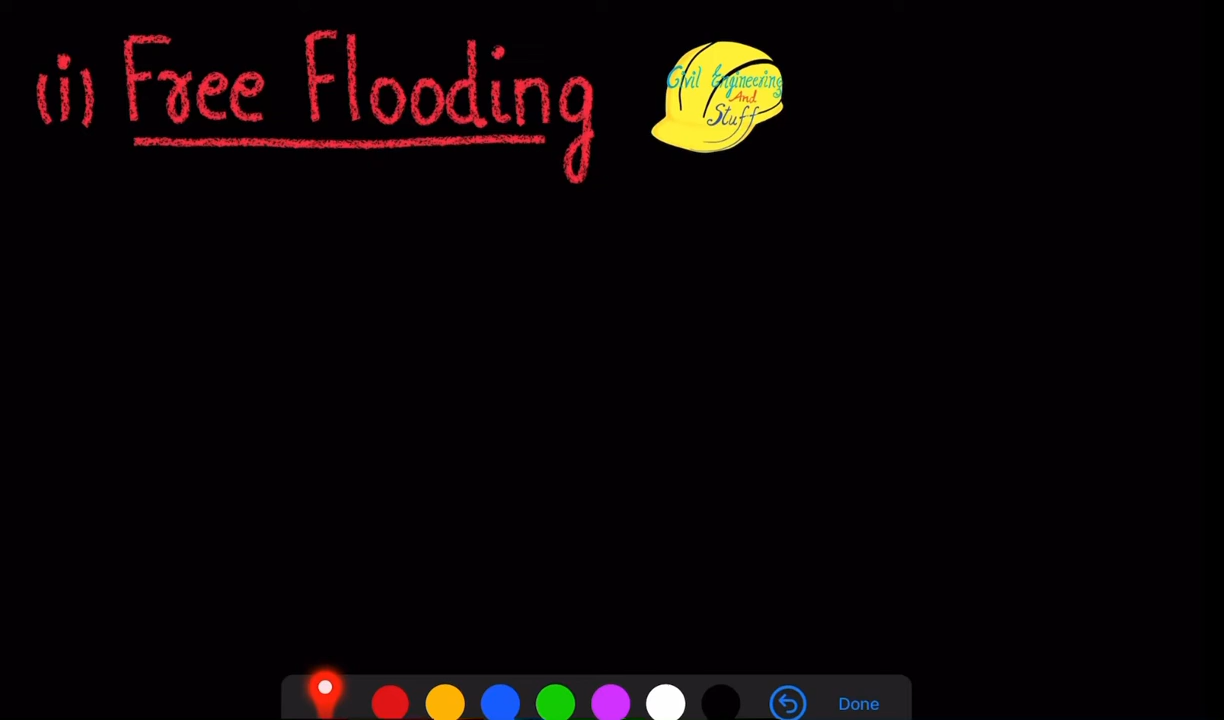 (i) Free Flooding
Civil Engineering
And
Stuff
Done